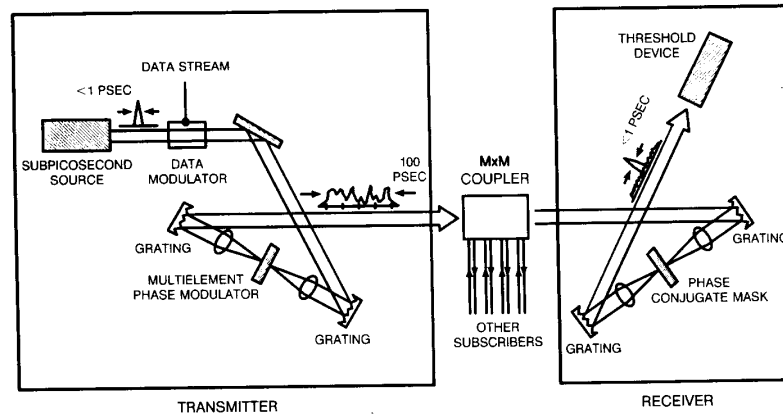 DATA STREAM
<1 PSEC
SUBPICOSECOND
SOURCE
DATA
MODULATOR
100
PSEC
GRATING
MULTIELEMENT
PHASE MODULATOR
GRATING
TRANSMITTER
MxM
COUPLER
OTHER
SUBSCRIBERS
THRESHOLD
DEVICE
<1 PSEC
GRATING
PHASE
CONJUGATE MASK
GRATING
RECEIVER